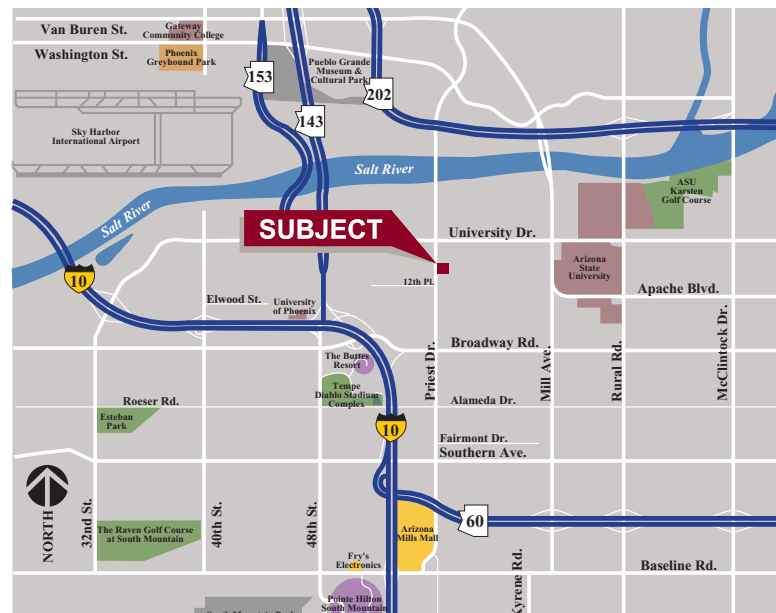 Van Buren St.
Gateway
Community College
Washington St.
Phoenix
Greyhound Park
Pueblo Grande
Museum &
Cultural Park
153
202
143
Sky Harbor
International Airport
Salt River
ASU
Karsten
Golf Course
Salt River
SUBJECT
University Dr.
Arizona
State
University
10
12th Pl.
Apache Blvd.
Elwood St.
University
of Phoenix
Broadway Rd.
The Buttes
Resort
Priest Dr.
Mill Ave.
Rural Rd.
McClintock Dr.
Tempe
Diablo Stadium
Complex
Roeser Rd.
Alameda Dr.
Esteban
Park
10
Fairmont Dr.
Southern Ave.
NORTH
32nd St.
40th St.
48th St.
60
The Raven Golf Course
at South Mountain
Arizona
Mills Mall
Fry's
Electronics
Baseline Rd.
Kyrene Rd.
Pointe Hilton
South Mountain